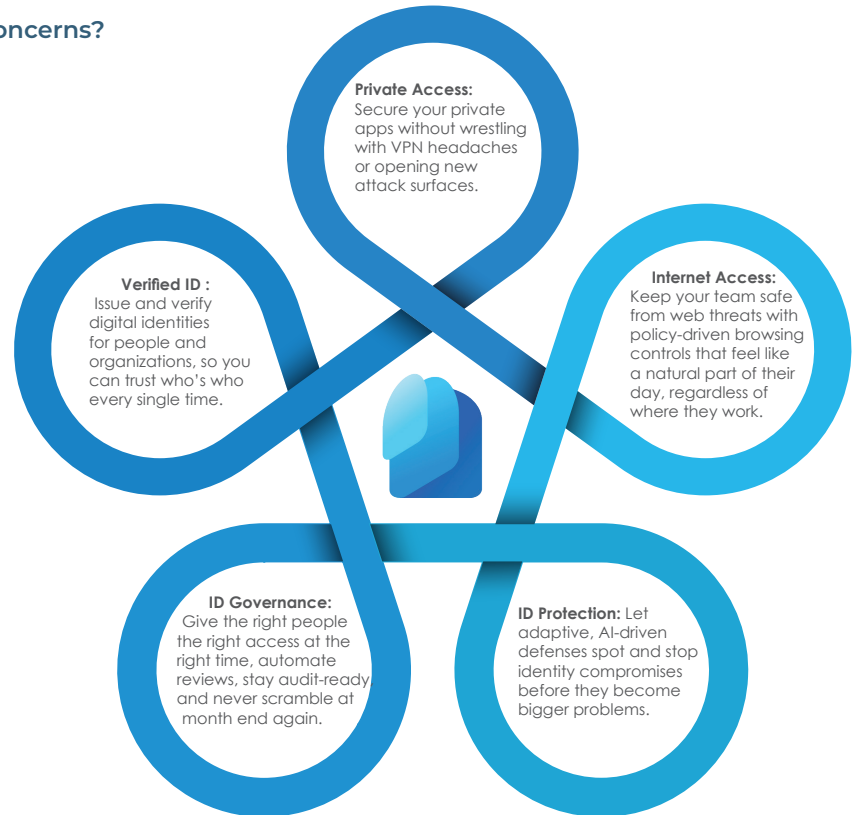 oncerns?
Private Access:
Secure your private
apps without wrestling
with VPN headaches
or opening new
attack surfaces.
Verified ID :
Issue and verify
digital identities
for people and
organizations, so you
can trust who's who
every single time.
Internet Access:
Keep your team safe
from web threats with
policy-driven browsing
controls that feel like
a natural part of their
day, regardless of
where they work.
ID Governance:
Give the right people
the right access at the
right time, automate
reviews, stay audit-ready
and never scramble at
month end again.
ID Protection: Let
adaptive, AI-driven
defenses spot and stop
identity compromises
before they become
bigger problems.